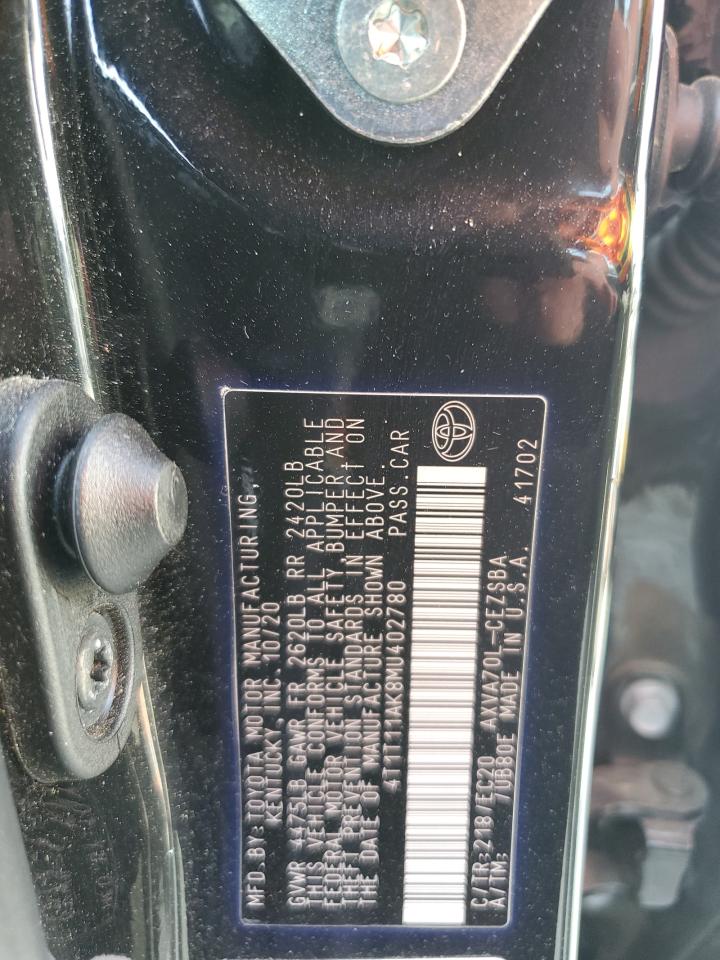 MFD. BY: TOYOTA MOTOR MANUFACTURING,
KENTUCKY, INC. 10/20
GVWR 4475LB GAWR FR 2620LB RR 2420LB
THIS VEHICLE CONFORMS TO ALL APPLICABLE
FEDERAL MOTOR VEHICLE SAFETY, BUMPER AND
THEFT PREVENTION STANDARDS IN EFFECT ON
THE DATE OF MANUFACTURE SHOWN ABOVE.
4T1T11AK8MU402780 PASS.CAR
C/TR: 218/EC20 AXVA70L-CEZSBA
A/TM: /UB80E MADE IN U.S.A. 41702